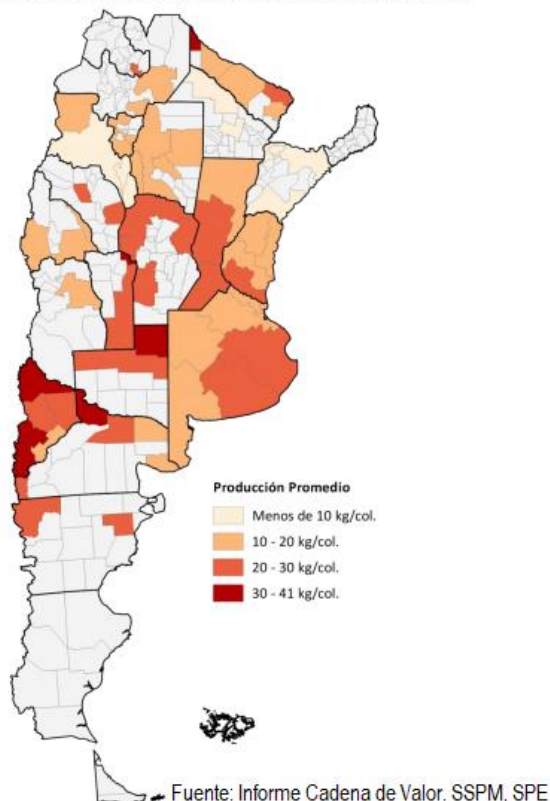 Producción Promedio
Menos de 10 kg/col.
10 - 20 kg/col.
20 - 30 kg/col.
30 - 41 kg/col.
Fuente: Informe Cadena de Valor. SSPM. SPE